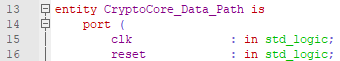 13 entity CryptoCore_Data_Path is
14 port (
15 clk : in std_logic;
16 reset : in std_logic;